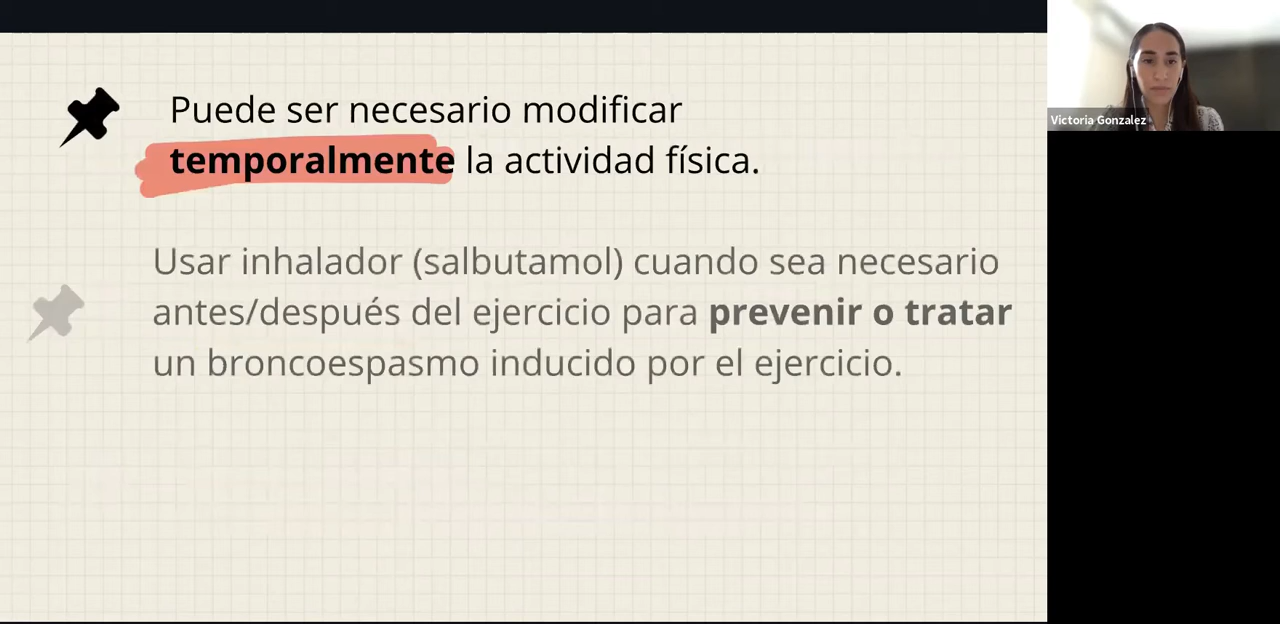 Puede ser necesario modificar
temporalmente la actividad física.
Usar inhalador (salbutamol) cuando sea necesario
antes/después del ejercicio para prevenir o tratar
un broncoespasmo inducido por el ejercicio.
Victoria Gonzalez